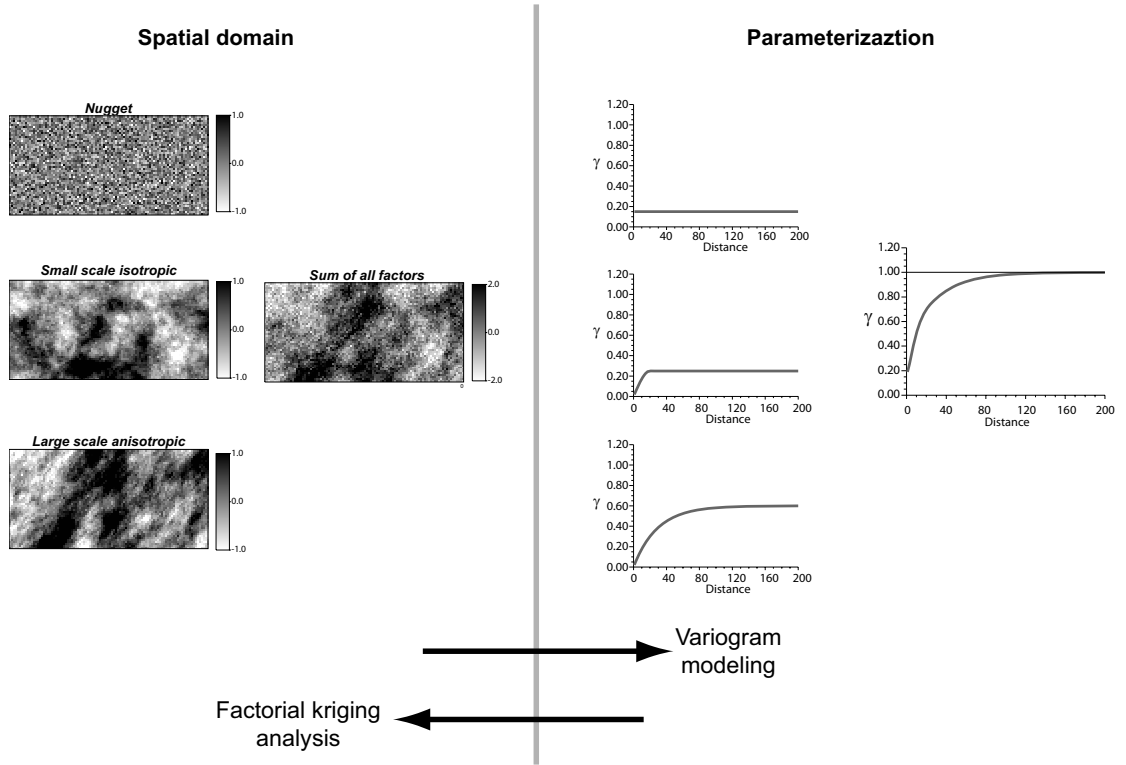 Spatial domain
Parameterizaztion
Nugget
1.0
0.0
-1.0
Small scale isotropic
1.0
0.0
-1.0
Sum of all factors
2.0
0.0
-2.0
0
Large scale anisotropic
1.0
0.0
-1.0
1.20
1.00
0.80
γ 0.60
0.40
0.20
0.00
0 40 80 120 160 200
Distance
1.20
1.00
0.80
γ 0.60
0.40
0.20
0.00
0 40 80 120 160 200
Distance
1.20
1.00
0.80
γ 0.60
0.40
0.20
0.00
0 40 80 120 160 200
Distance
1.20
1.00
0.80
γ 0.60
0.40
0.20
0.00
0 40 80 120 160 200
Distance
Variogram
modeling
Factorial kriging
analysis